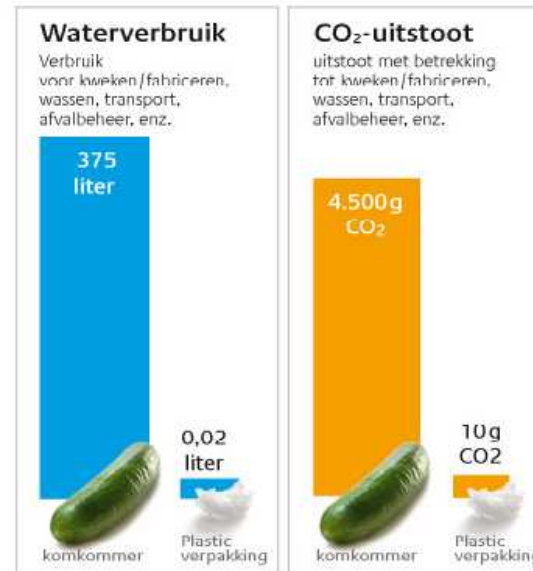 Waterverbruik
Verbruik
voor kweken/fabriceren,
wassen, transport,
afvalbeheer, enz.
375
liter
0,02
liter
komkommer
Plastic
verpakking
CO₂-uitstoot
uitstoot met betrekking
tot kweken/fabriceren,
wassen, transport,
afvalbeheer, enz.
4.500g
CO₂
10g
CO2
komkommer
Plastic
verpakking